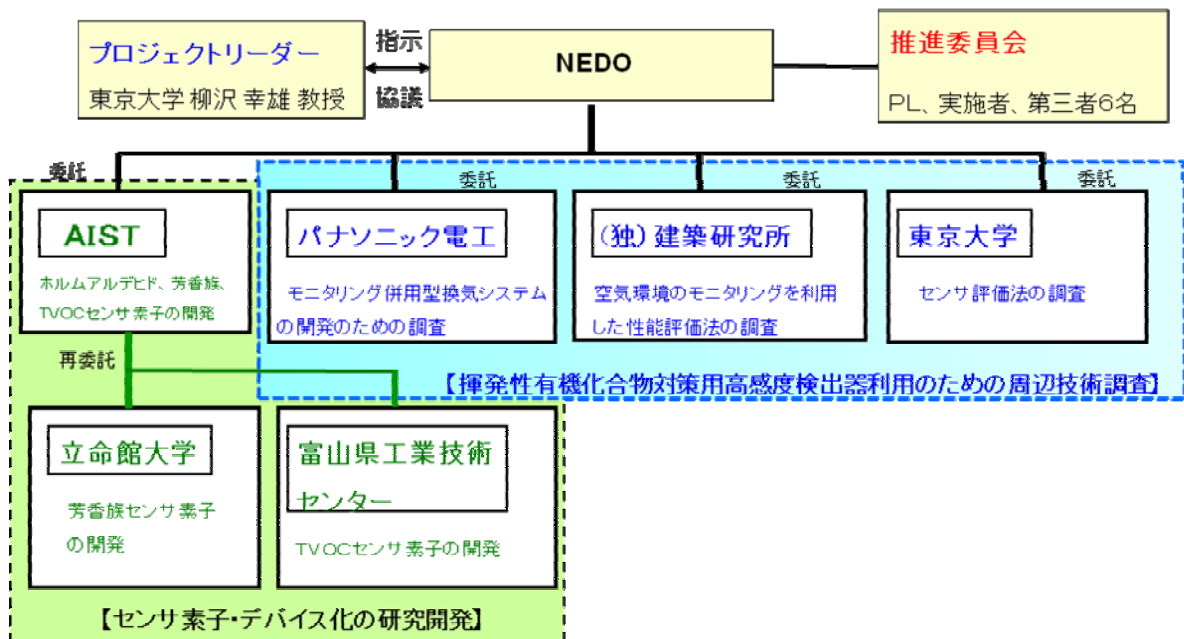 プロジェクトリーダー
東京大学 柳沢 幸雄 教授
指示
協議
NEDO
推進委員会
PL、実施者、第三者6名
委託
委託
委託
委託
AIST
ホルムアルデヒド、芳香族、
TVOCセンサ素子の開発
パナソニック電工
モニタリング併用型換気システム
の開発のための調査
(独)建築研究所
空気環境のモニタリングを利用
した性能評価法の調査
東京大学
センサ評価法の調査
再委託
【揮発性有機化合物対策用高感度検出器利用のための周辺技術調査】
立命館大学
芳香族センサ素子
の開発
富山県工業技術
センター
TVOCセンサ素子の開発
【センサ素子・デバイス化の研究開発】